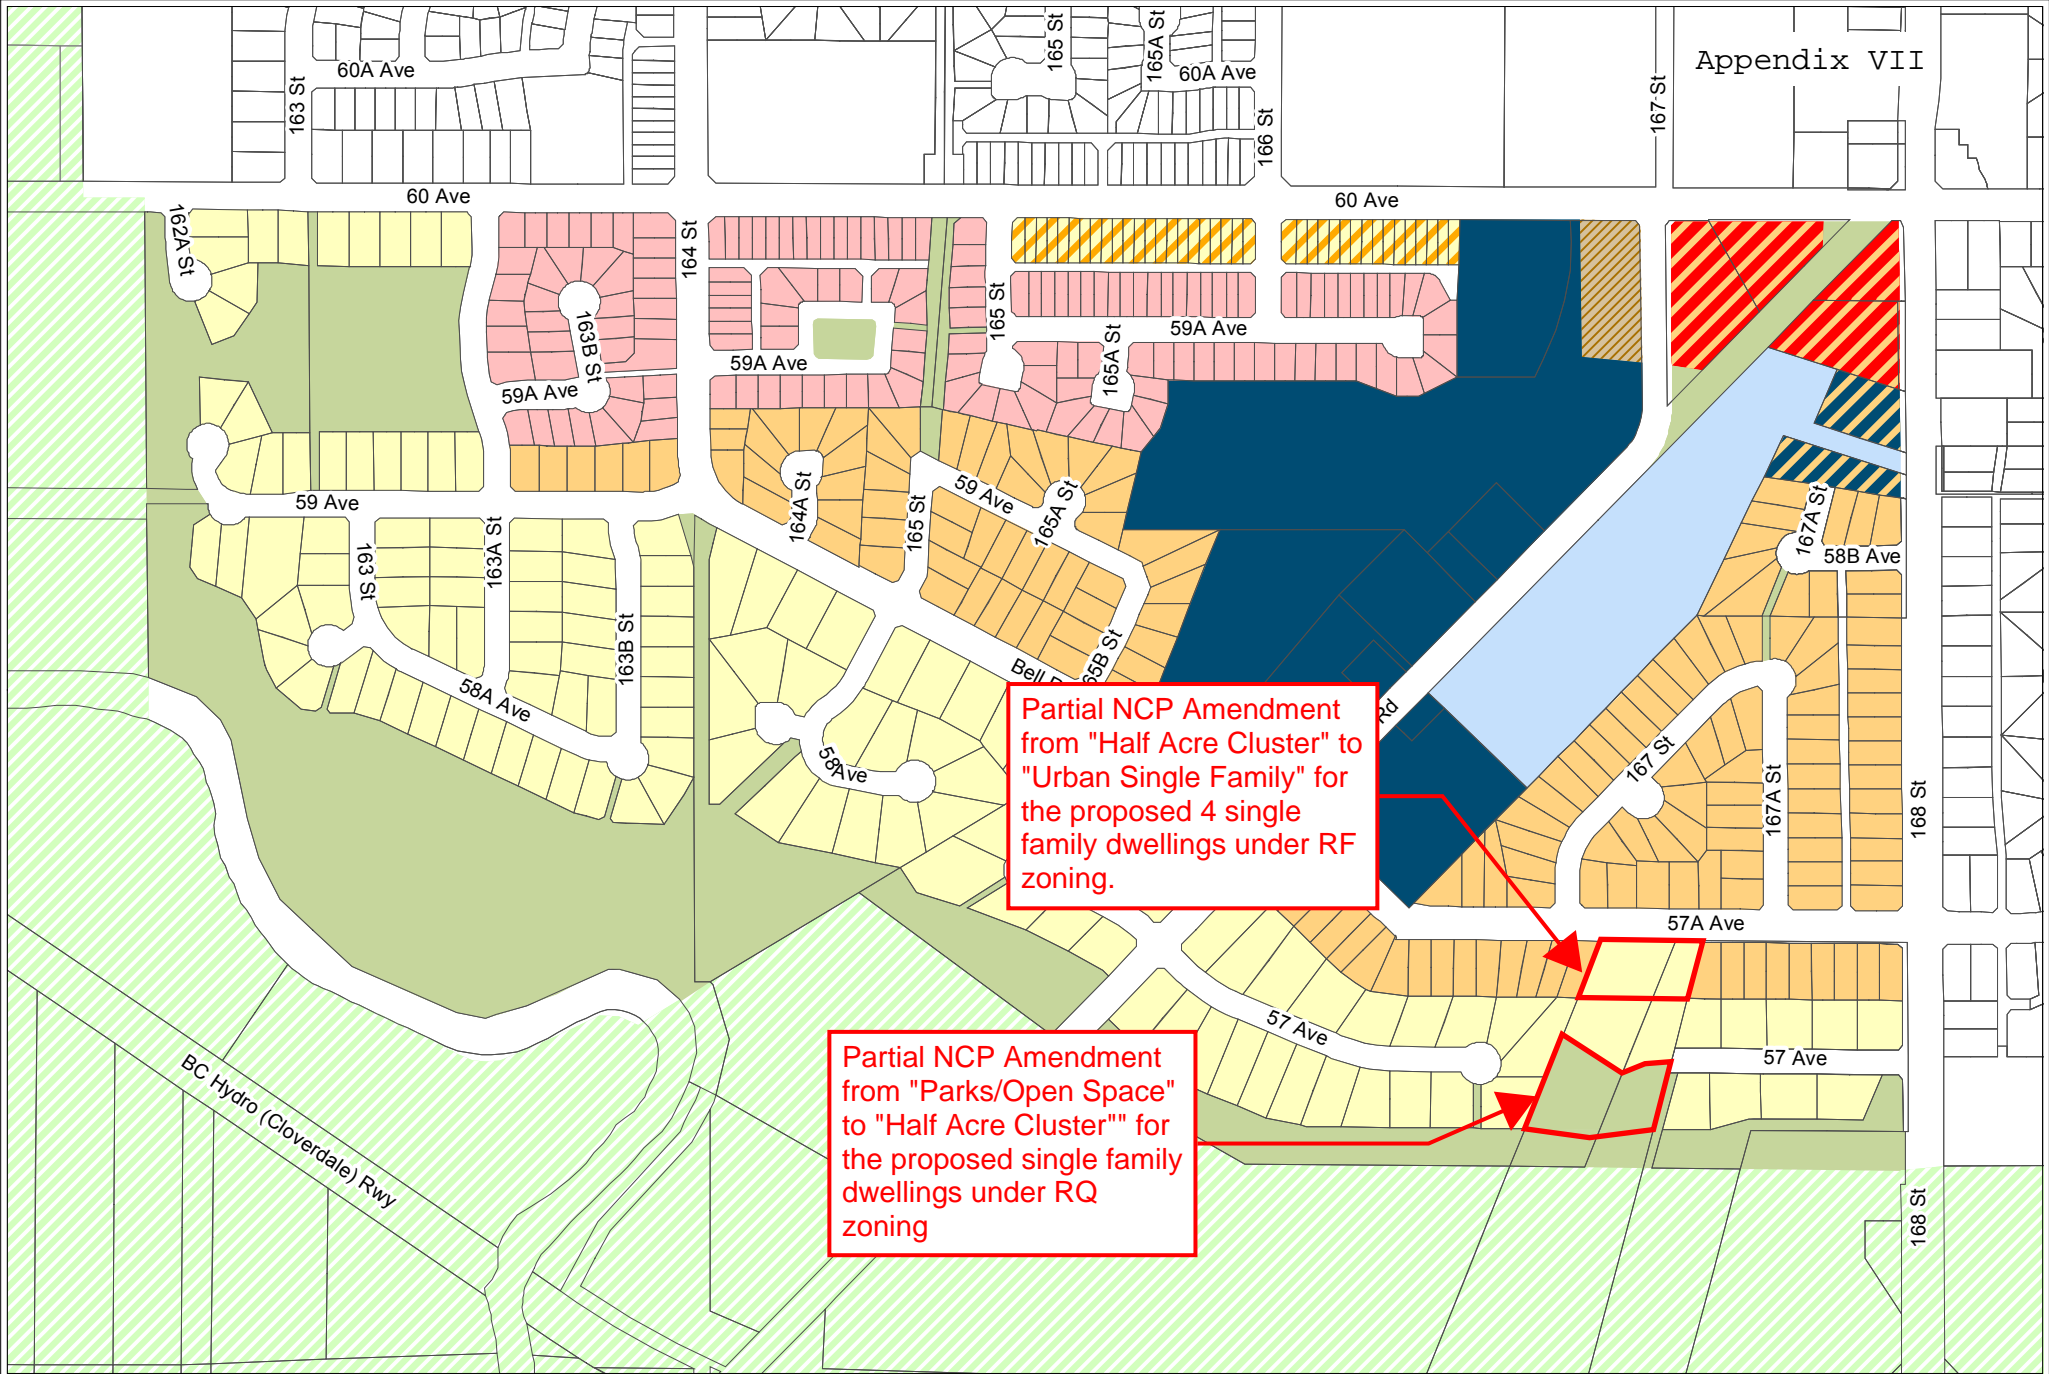 Appendix VII
60A Ave
163 St
165 St
165A St
60A Ave
166 St
167 St
60 Ave
60 Ave
162A St
164 St
163B St
165 St
59A Ave
59A Ave
165A St
59A Ave
59 Ave
163 St
163A St
163B St
58A Ave
164A St
165 St
59 Ave
165A St
65B St
Bell
58 Ave
Rd
167A St
58B Ave
167 St
167A St
168 St
57A Ave
57 Ave
57 Ave
168 St
BC Hydro (Cloverdale) Rwy
Partial NCP Amendment
from "Half Acre Cluster" to
"Urban Single Family" for
the proposed 4 single
family dwellings under RF
zoning.
Partial NCP Amendment
from "Parks/Open Space"
to "Half Acre Cluster"" for
the proposed single family
dwellings under RQ
zoning